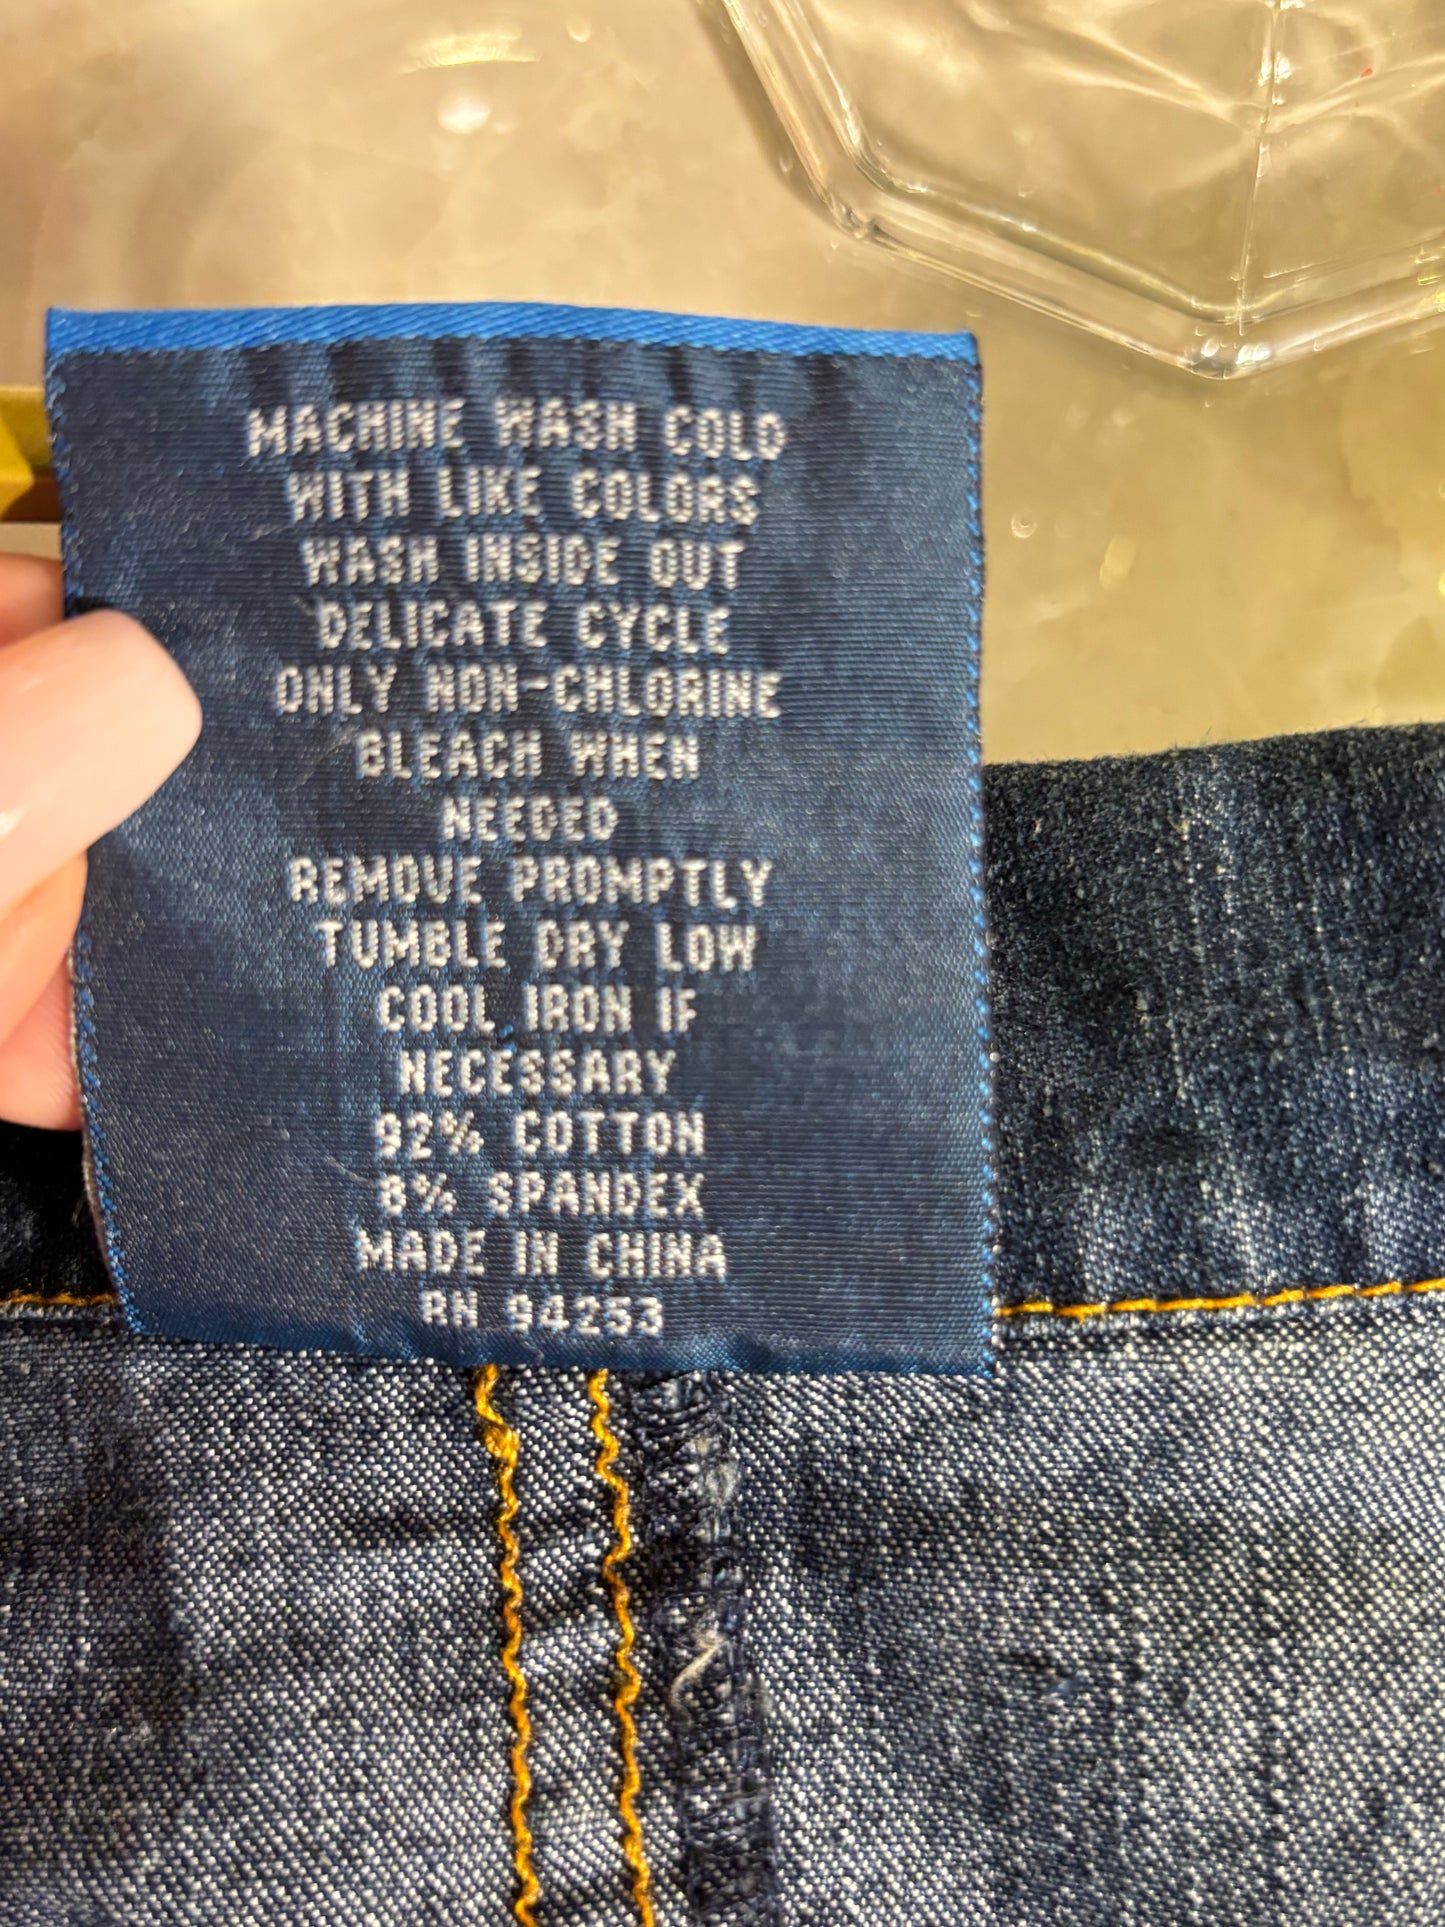 MACHINE WASH COLD
WITH LIKE COLORS
WASH INSIDE OUT
DELICATE CYCLE
ONLY NON-CHLORINE
BLEACH WHEN
NEEDED
REMOVE PROMPTLY
TUMBLE DRY LOW
COOL IRON IF
NECESSARY
92% COTTON
8% SPANDEX
MADE IN CHINA
RN 94253